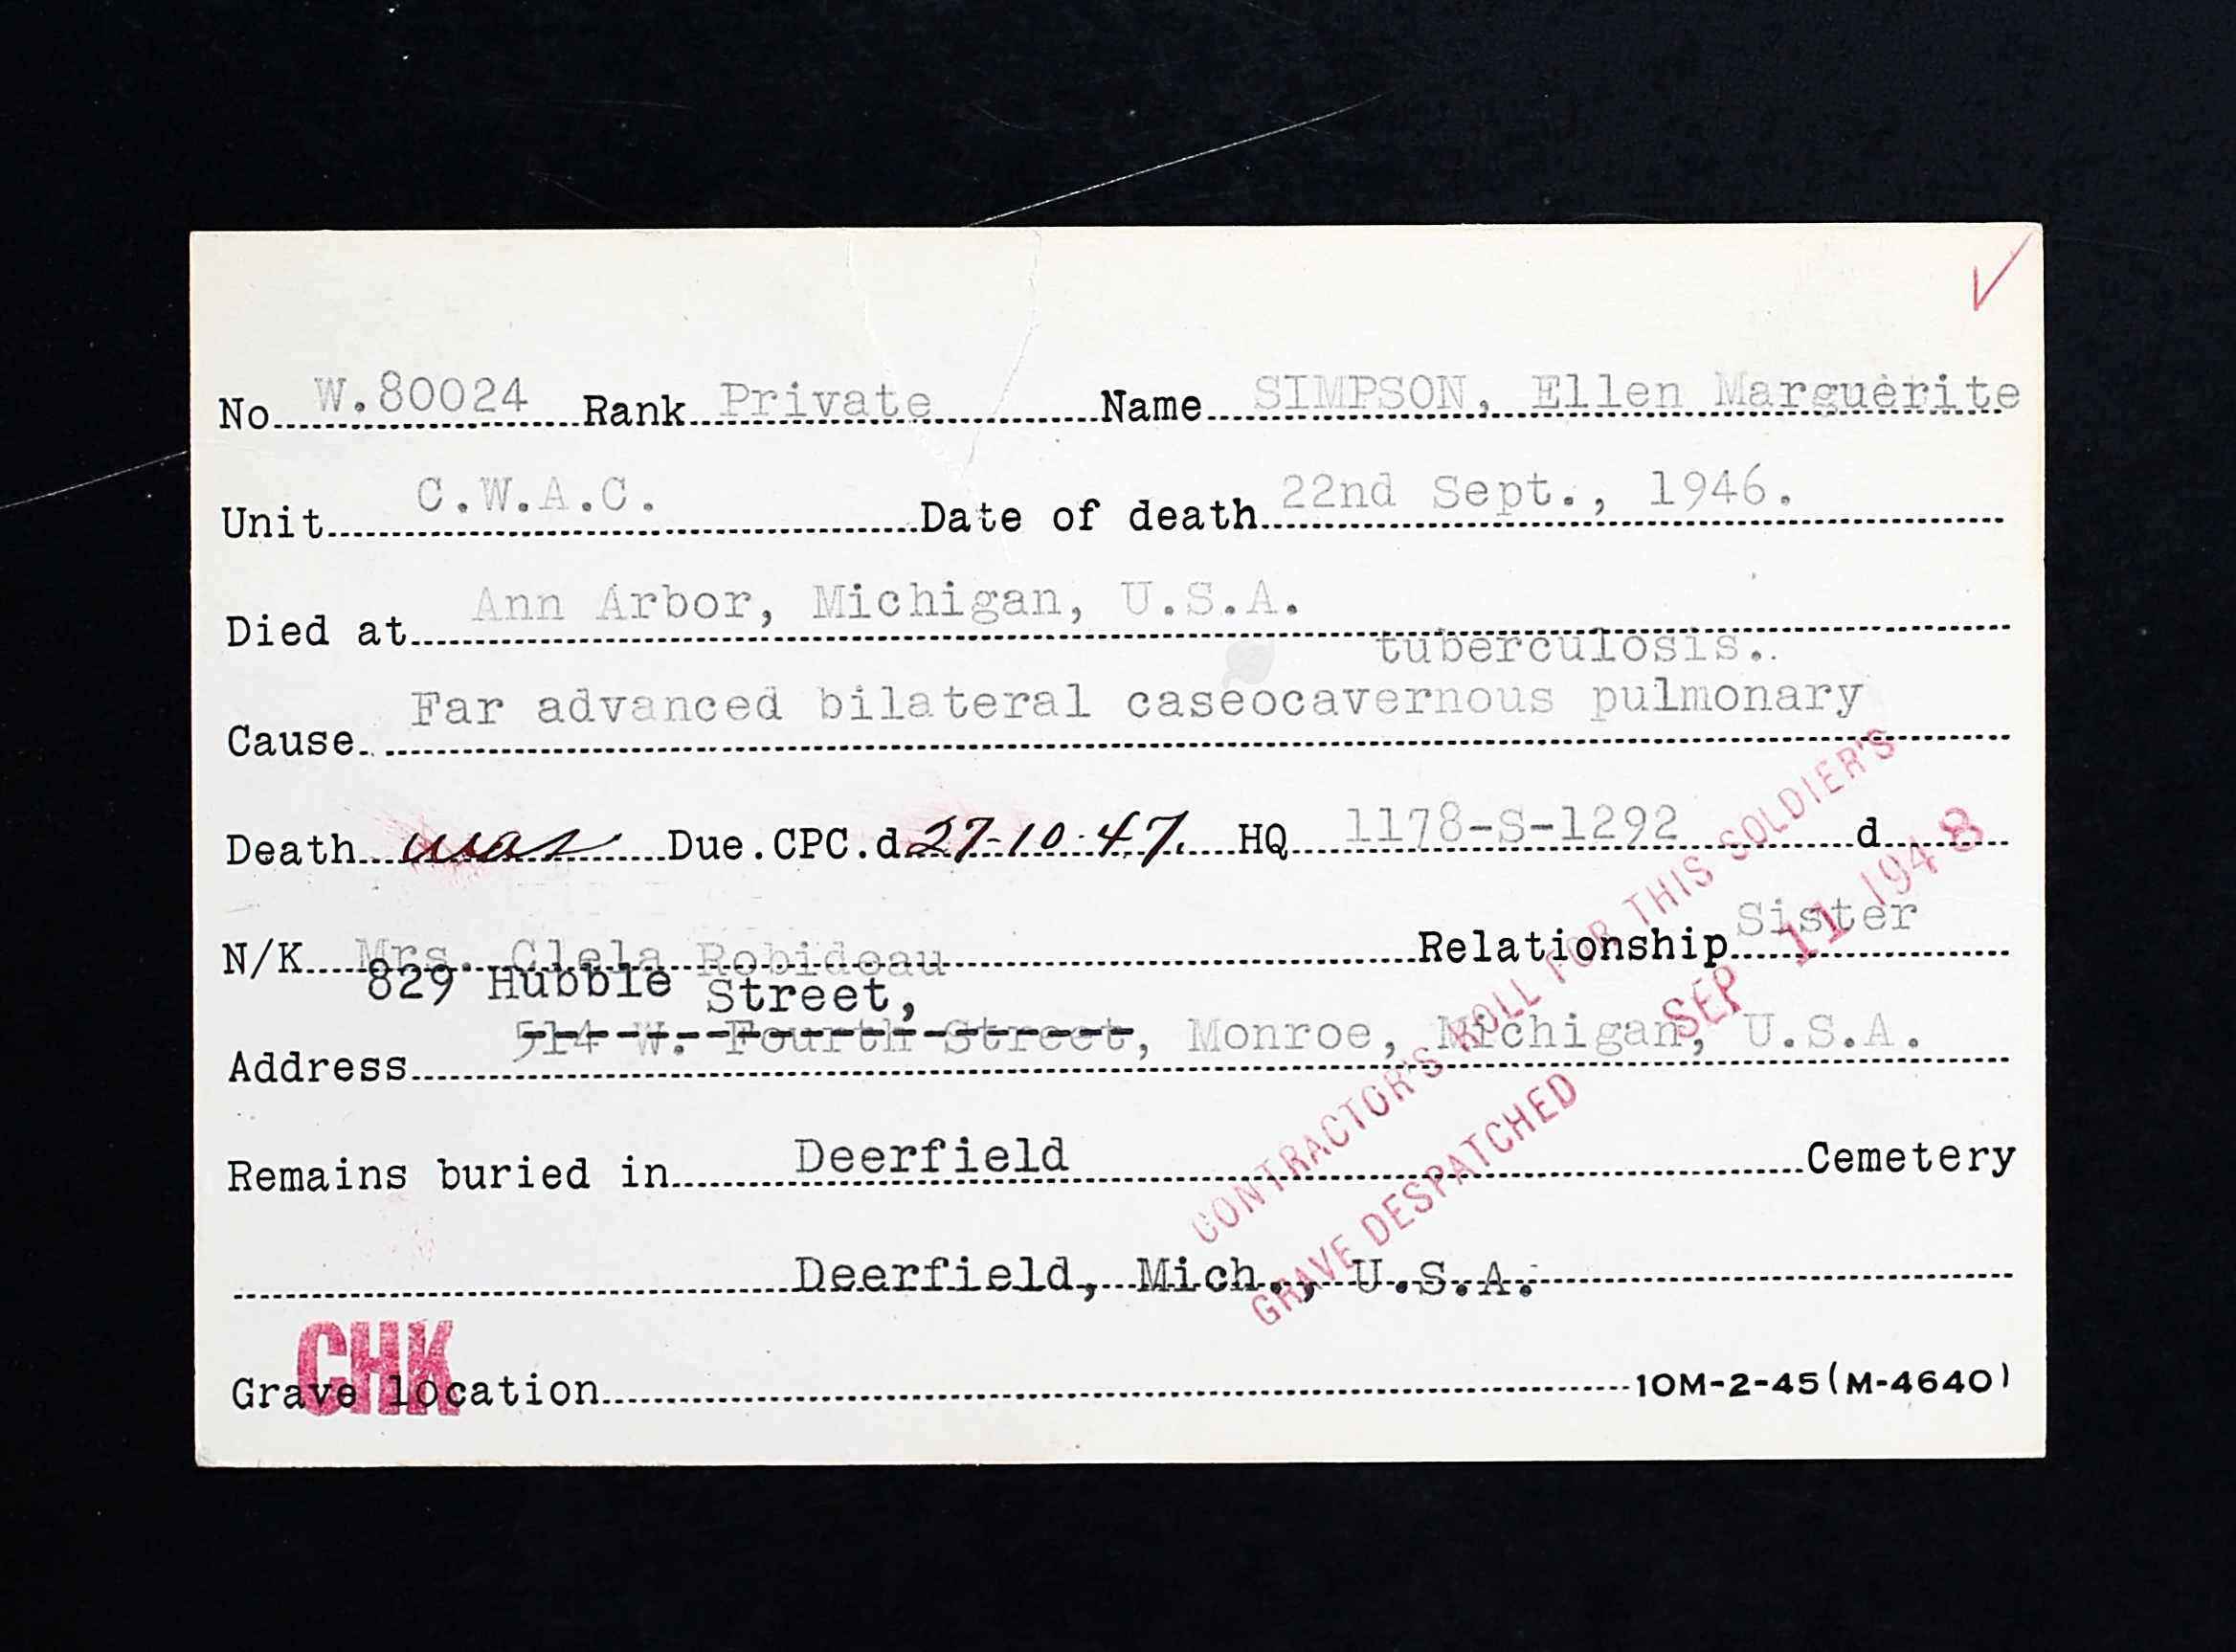 No. W.80024 Rank Private Name SIMPSON, Ellen Marguerite
Unit C.W.A.C. Date of death 22nd Sept., 1946.
Died at Ann Arbor, Michigan, U.S.A.
tuberculosis..
Cause Far advanced bilateral caseocavernous pulmonary
Death was Due.CPC.d 27-10-47. HQ 1178-S-1292 d
N/K Mrs. Clela Robideau Relationship Sister
829 Hubble Street,
Address 514 W. Fourth Street, Monroe, Michigan, U.S.A.
Remains buried in Deerfield Cemetery
Deerfield, Mich., U.S.A.
Grave location 10M-2-45(M-4640)
CHK
CONTRACTOR'S ROLL FOR THIS SOLDIER'S
GRAVE DESPATCHED SEP 11 1948